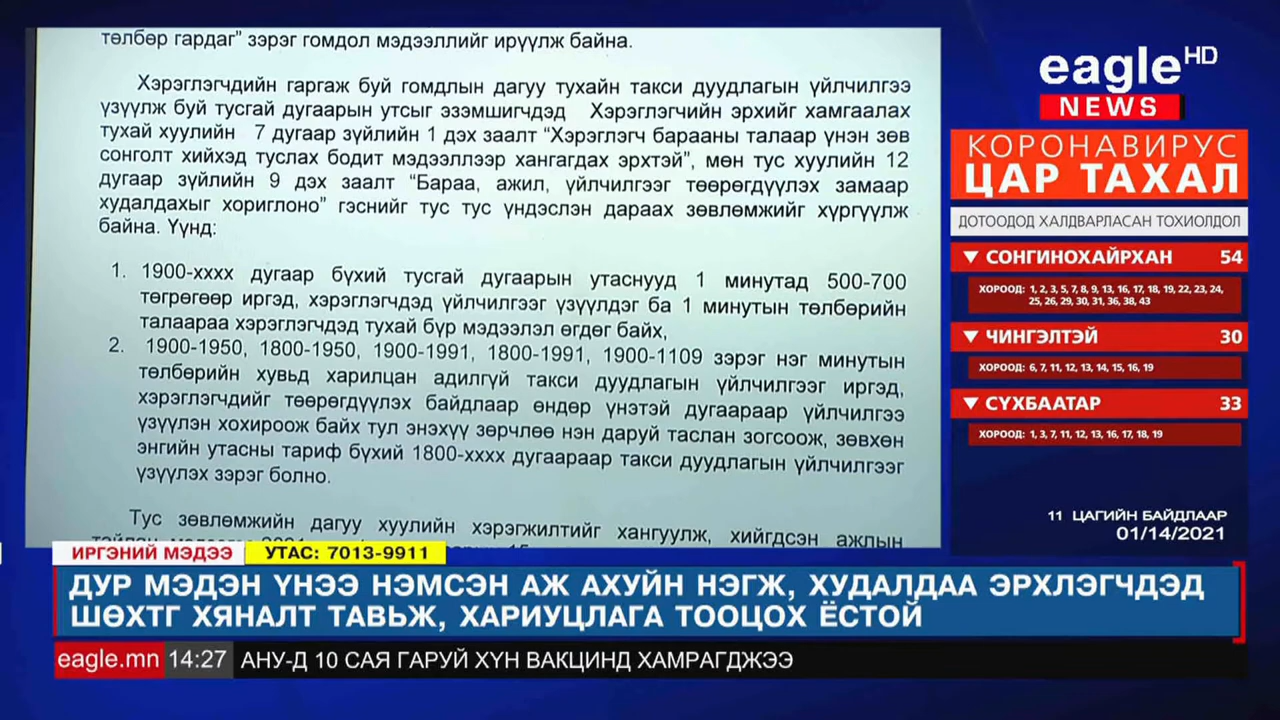 төлбөр гардаг” зэрэг гомдол мэдээллийг ирүүлж байна.
Хэрэглэгчдийн гаргаж буй гомдлын дагуу тухайн такси дуудлагын үйлчилгээ
үзүүлж буй тусгай дугаарын утсыг эзэмшигчдэд Хэрэглэгчийн эрхийг хамгаалах
тухай хуулийн 7 дугаар зүйлийн 1 дэх заалт “Хэрэглэгч барааны талаар үнэн зөв
сонголт хийхэд туслах бодит мэдээллээр хангагдах эрхтэй”, мөн тус хуулийн 12
дугаар зүйлийн 9 дэх заалт “Бараа, ажил, үйлчилгээг төөрөгдүүлэх замаар
худалдахыг хориглоно” гэснийг тус тус үндэслэн дараах зөвлөмжийг хүргүүлж
байна. Үүнд:
1. 1900-xxxx дугаар бүхий тусгай дугаарын утаснууд 1 минутад 500-700
төгрөгөөр иргэд, хэрэглэгчдэд үйлчилгээг үзүүлдэг ба 1 минутын төлбөрийн
талаараа хэрэглэгчдэд тухай бүр мэдээлэл өгдөг байх,
2. 1900-1950, 1800-1950, 1900-1991, 1800-1991, 1900-1109 зэрэг нэг минутын
төлбөрийн хувьд харилцан адилгүй такси дуудлагын үйлчилгээг иргэд,
хэрэглэгчдийг төөрөгдүүлэх байдлаар өндөр үнэтэй дугаараар үйлчилгээ
үзүүлэн хохироож байх тул энэхүү зөрчлөө нэн даруй таслан зогсоож, зөвхөн
энгийн утасны тариф бүхий 1800-xxxx дугаараар такси дуудлагын үйлчилгээг
үзүүлэх зэрэг болно.
Тус зөвлөмжийн дагуу хуулийн хэрэгжилтийг хангуулж, хийгдсэн ажлын
eagle HD
NEWS
КОРОНАВИРУС
ЦАР ТАХАЛ
ДОТООДОД ХАЛДВАРЛАСАН ТОХИОЛДОЛ
▼ СОНГИНОХАЙРХАН 54
ХОРООД: 1, 2, 3, 5, 7, 8, 9, 13, 16, 17, 18, 19, 22, 23, 24,
25, 26, 29, 30, 31, 36, 38, 43
▼ ЧИНГЭЛТЭЙ 30
ХОРООД: 6, 7, 11, 12, 13, 14, 15, 16, 19
▼ СҮХБААТАР 33
ХОРООД: 1, 3, 7, 11, 12, 13, 16, 17, 18, 19
11 ЦАГИЙН БАЙДЛААР
01/14/2021
ИРГЭНИЙ МЭДЭЭ УТАС: 7013-9911
ДУР МЭДЭН ҮНЭЭ НЭМСЭН АЖ АХУЙН НЭГЖ, ХУДАЛДАА ЭРХЛЭГЧДЭД
ШӨХТГ ХЯНАЛТ ТАВЬЖ, ХАРИУЦЛАГА ТООЦОХ ЁСТОЙ
eagle.mn 14:27 АНУ-Д 10 САЯ ГАРУЙ ХҮН ВАКЦИНД ХАМРАГДЖЭЭ